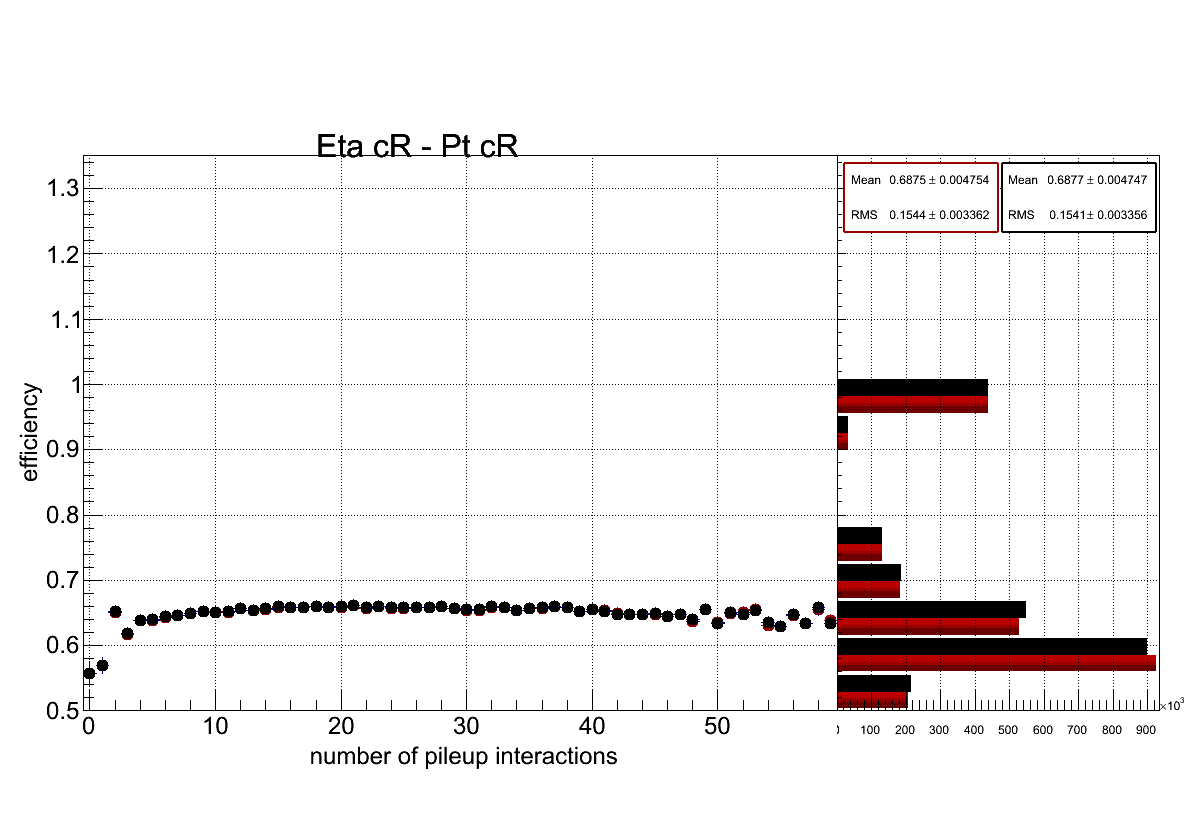 Eta cR - Pt cR
1.3
1.2
1.1
1
0.9
0.8
0.7
0.6
0.5
efficiency
0 10 20 30 40 50
number of pileup interactions
Mean 0.6875 ± 0.004754
RMS 0.1544 ± 0.003362
Mean 0.6877 ± 0.004747
RMS 0.1541± 0.003356
100 200 300 400 500 600 700 800 900
×10³